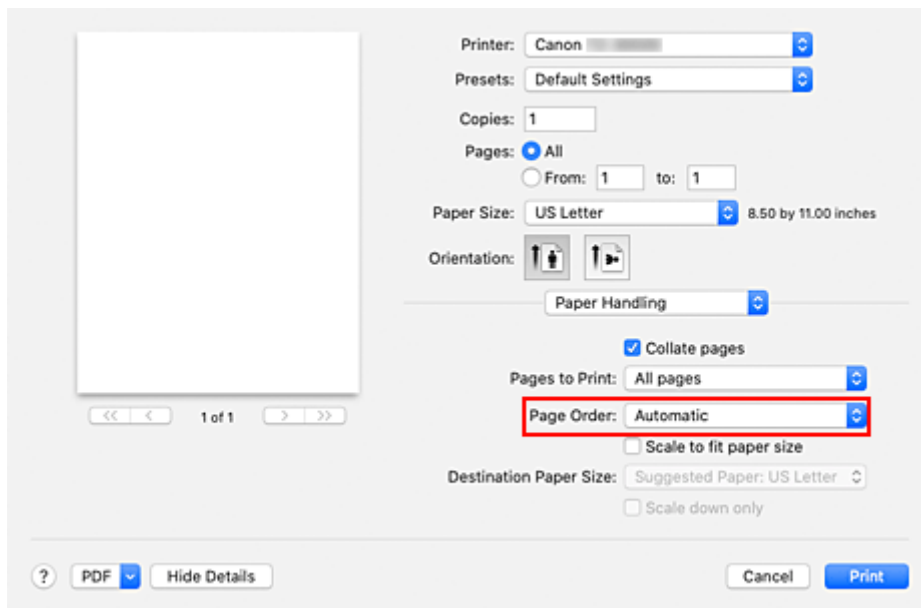 Printer: Canon
Presets: Default Settings
Copies: 1
Pages: All
From: 1 to: 1
Paper Size: US Letter 8.50 by 11.00 inches
Orientation:
Paper Handling
Collate pages
Pages to Print: All pages
Page Order: Automatic
Scale to fit paper size
Destination Paper Size: Suggested Paper: US Letter
Scale down only
<< < 1 of 1 > >>
? PDF Hide Details Cancel Print